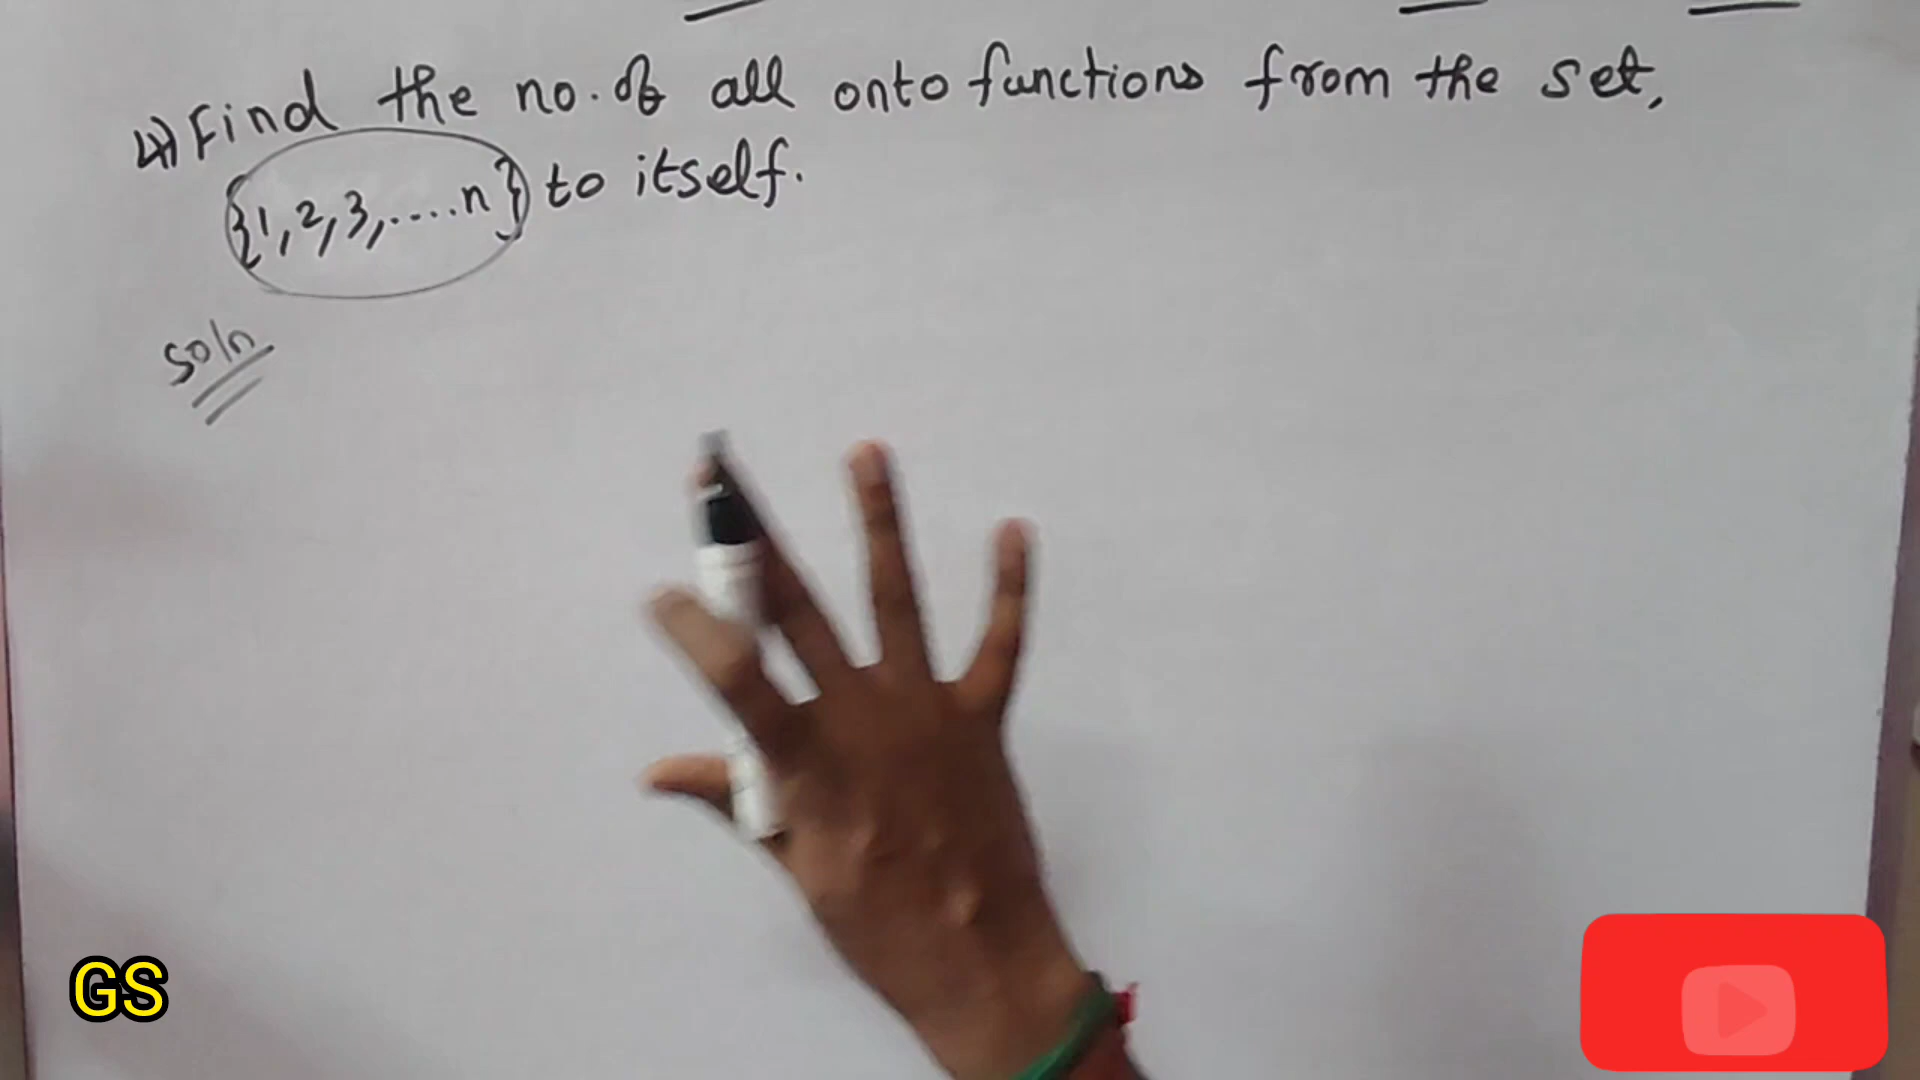 4) Find the no. of all onto functions from the set,
{1,2,3,....n} to itself.
soln
GS